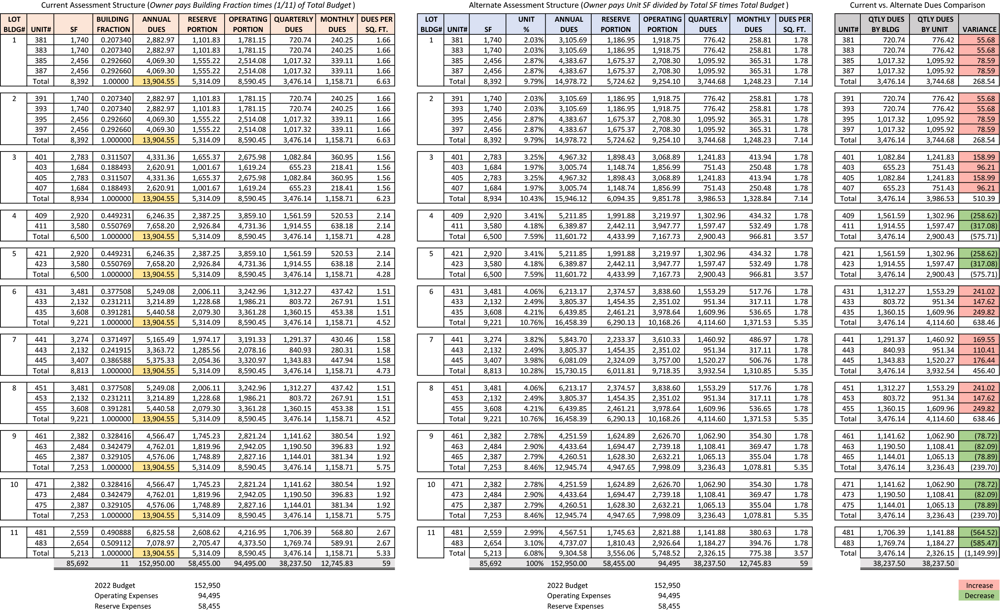 Current Assessment Structure (Owner pays Building Fraction times (1/11) of Total Budget )
LOT BLDG# UNIT# SF BUILDING FRACTION ANNUAL DUES RESERVE PORTION OPERATING PORTION QUARTERLY DUES MONTHLY DUES DUES PER SQ. FT.
1 381 1,740 0.207340 2,882.97 1,101.83 1,781.15 720.74 240.25 1.66
383 1,740 0.207340 2,882.97 1,101.83 1,781.15 720.74 240.25 1.66
385 2,456 0.292660 4,069.30 1,555.22 2,514.08 1,017.32 339.11 1.66
387 2,456 0.292660 4,069.30 1,555.22 2,514.08 1,017.32 339.11 1.66
Total 8,392 1.00000 13,904.55 5,314.09 8,590.45 3,476.14 1,158.71 6.63
2 391 1,740 0.207340 2,882.97 1,101.83 1,781.15 720.74 240.25 1.66
393 1,740 0.207340 2,882.97 1,101.83 1,781.15 720.74 240.25 1.66
395 2,456 0.292660 4,069.30 1,555.22 2,514.08 1,017.32 339.11 1.66
397 2,456 0.292660 4,069.30 1,555.22 2,514.08 1,017.32 339.11 1.66
Total 8,392 1.000000 13,904.55 5,314.09 8,590.45 3,476.14 1,158.71 6.63
3 401 2,783 0.311507 4,331.36 1,655.37 2,675.98 1,082.84 360.95 1.56
403 1,684 0.188493 2,620.91 1,001.67 1,619.24 655.23 218.41 1.56
405 2,783 0.311507 4,331.36 1,655.37 2,675.98 1,082.84 360.95 1.56
407 1,684 0.188493 2,620.91 1,001.67 1,619.24 655.23 218.41 1.56
Total 8,934 1.000000 13,904.55 5,314.09 8,590.45 3,476.14 1,158.71 6.23
4 409 2,920 0.449231 6,246.35 2,387.25 3,859.10 1,561.59 520.53 2.14
411 3,580 0.550769 7,658.20 2,926.84 4,731.36 1,914.55 638.18 2.14
Total 6,500 1.000000 13,904.55 5,314.09 8,590.45 3,476.14 1,158.71 4.28
5 421 2,920 0.449231 6,246.35 2,387.25 3,859.10 1,561.59 520.53 2.14
423 3,580 0.550769 7,658.20 2,926.84 4,731.36 1,914.55 638.18 2.14
Total 6,500 1.000000 13,904.55 5,314.09 8,590.45 3,476.14 1,158.71 4.28
6 431 3,481 0.377508 5,249.08 2,006.11 3,242.96 1,312.27 437.42 1.51
433 2,132 0.231211 3,214.89 1,228.68 1,986.21 803.72 267.91 1.51
435 3,608 0.391281 5,440.58 2,079.30 3,361.28 1,360.15 453.38 1.51
Total 9,221 1.000000 13,904.55 5,314.09 8,590.45 3,476.14 1,158.71 4.52
7 441 3,274 0.371497 5,165.49 1,974.17 3,191.33 1,291.37 430.46 1.58
443 2,132 0.241915 3,363.72 1,285.56 2,078.16 840.93 280.31 1.58
445 3,407 0.386588 5,375.33 2,054.36 3,320.97 1,343.83 447.94 1.58
Total 8,813 1.000000 13,904.55 5,314.09 8,590.45 3,476.14 1,158.71 4.73
8 451 3,481 0.377508 5,249.08 2,006.11 3,242.96 1,312.27 437.42 1.51
453 2,132 0.231211 3,214.89 1,228.68 1,986.21 803.72 267.91 1.51
455 3,608 0.391281 5,440.58 2,079.30 3,361.28 1,360.15 453.38 1.51
Total 9,221 1.000000 13,904.55 5,314.09 8,590.45 3,476.14 1,158.71 4.52
9 461 2,382 0.328416 4,566.47 1,745.23 2,821.24 1,141.62 380.54 1.92
463 2,484 0.342479 4,762.01 1,819.96 2,942.05 1,190.50 396.83 1.92
465 2,387 0.329105 4,576.06 1,748.89 2,827.16 1,144.01 381.34 1.92
Total 7,253 1.000000 13,904.55 5,314.09 8,590.45 3,476.14 1,158.71 5.75
10 471 2,382 0.328416 4,566.47 1,745.23 2,821.24 1,141.62 380.54 1.92
473 2,484 0.342479 4,762.01 1,819.96 2,942.05 1,190.50 396.83 1.92
475 2,387 0.329105 4,576.06 1,748.89 2,827.16 1,144.01 381.34 1.92
Total 7,253 1.000000 13,904.55 5,314.09 8,590.45 3,476.14 1,158.71 5.75
11 481 2,559 0.490888 6,825.58 2,608.62 4,216.95 1,706.39 568.80 2.67
483 2,654 0.509112 7,078.97 2,705.47 4,373.50 1,769.74 589.91 2.67
Total 5,213 1.000000 13,904.55 5,314.09 8,590.45 3,476.14 1,158.71 5.33
85,692 11 152,950.00 58,455.00 94,495.00 38,237.50 12,745.83 59
2022 Budget 152,950
Operating Expenses 94,495
Reserve Expenses 58,455
Alternate Assessment Structure (Owner pays Unit SF divided by Total SF times Total Budget )
LOT BLDG# UNIT# SF UNIT % ANNUAL DUES RESERVE PORTION OPERATING PORTION QUARTERLY DUES MONTHLY DUES DUES PER SQ. FT.
1 381 1,740 2.03% 3,105.69 1,186.95 1,918.75 776.42 258.81 1.78
383 1,740 2.03% 3,105.69 1,186.95 1,918.75 776.42 258.81 1.78
385 2,456 2.87% 4,383.67 1,675.37 2,708.30 1,095.92 365.31 1.78
387 2,456 2.87% 4,383.67 1,675.37 2,708.30 1,095.92 365.31 1.78
Total 8,392 9.79% 14,978.72 5,724.62 9,254.10 3,744.68 1,248.23 7.14
2 391 1,740 2.03% 3,105.69 1,186.95 1,918.75 776.42 258.81 1.78
393 1,740 2.03% 3,105.69 1,186.95 1,918.75 776.42 258.81 1.78
395 2,456 2.87% 4,383.67 1,675.37 2,708.30 1,095.92 365.31 1.78
397 2,456 2.87% 4,383.67 1,675.37 2,708.30 1,095.92 365.31 1.78
Total 8,392 9.79% 14,978.72 5,724.62 9,254.10 3,744.68 1,248.23 7.14
3 401 2,783 3.25% 4,967.32 1,898.43 3,068.89 1,241.83 413.94 1.78
403 1,684 1.97% 3,005.74 1,148.74 1,856.99 751.43 250.48 1.78
405 2,783 3.25% 4,967.32 1,898.43 3,068.89 1,241.83 413.94 1.78
407 1,684 1.97% 3,005.74 1,148.74 1,856.99 751.43 250.48 1.78
Total 8,934 10.43% 15,946.12 6,094.35 9,851.78 3,986.53 1,328.84 7.14
4 409 2,920 3.41% 5,211.85 1,991.88 3,219.97 1,302.96 434.32 1.78
411 3,580 4.18% 6,389.87 2,442.11 3,947.77 1,597.47 532.49 1.78
Total 6,500 7.59% 11,601.72 4,433.99 7,167.73 2,900.43 966.81 3.57
5 421 2,920 3.41% 5,211.85 1,991.88 3,219.97 1,302.96 434.32 1.78
423 3,580 4.18% 6,389.87 2,442.11 3,947.77 1,597.47 532.49 1.78
Total 6,500 7.59% 11,601.72 4,433.99 7,167.73 2,900.43 966.81 3.57
6 431 3,481 4.06% 6,213.17 2,374.57 3,838.60 1,553.29 517.76 1.78
433 2,132 2.49% 3,805.37 1,454.35 2,351.02 951.34 317.11 1.78
435 3,608 4.21% 6,439.85 2,461.21 3,978.64 1,609.96 536.65 1.78
Total 9,221 10.76% 16,458.39 6,290.13 10,168.26 4,114.60 1,371.53 5.35
7 441 3,274 3.82% 5,843.70 2,233.37 3,610.33 1,460.92 486.97 1.78
443 2,132 2.49% 3,805.37 1,454.35 2,351.02 951.34 317.11 1.78
445 3,407 3.98% 6,081.09 2,324.09 3,757.00 1,520.27 506.76 1.78
Total 8,813 10.28% 15,730.15 6,011.81 9,718.35 3,932.54 1,310.85 5.35
8 451 3,481 4.06% 6,213.17 2,374.57 3,838.60 1,553.29 517.76 1.78
453 2,132 2.49% 3,805.37 1,454.35 2,351.02 951.34 317.11 1.78
455 3,608 4.21% 6,439.85 2,461.21 3,978.64 1,609.96 536.65 1.78
Total 9,221 10.76% 16,458.39 6,290.13 10,168.26 4,114.60 1,371.53 5.35
9 461 2,382 2.78% 4,251.59 1,624.89 2,626.70 1,062.90 354.30 1.78
463 2,484 2.90% 4,433.64 1,694.47 2,739.18 1,108.41 369.47 1.78
465 2,387 2.79% 4,260.51 1,628.30 2,632.21 1,065.13 355.04 1.78
Total 7,253 8.46% 12,945.74 4,947.65 7,998.09 3,236.43 1,078.81 5.35
10 471 2,382 2.78% 4,251.59 1,624.89 2,626.70 1,062.90 354.30 1.78
473 2,484 2.90% 4,433.64 1,694.47 2,739.18 1,108.41 369.47 1.78
475 2,387 2.79% 4,260.51 1,628.30 2,632.21 1,065.13 355.04 1.78
Total 7,253 8.46% 12,945.74 4,947.65 7,998.09 3,236.43 1,078.81 5.35
11 481 2,559 2.99% 4,567.51 1,745.63 2,821.88 1,141.88 380.63 1.78
483 2,654 3.10% 4,737.07 1,810.43 2,926.64 1,184.27 394.76 1.78
Total 5,213 6.08% 9,304.58 3,556.06 5,748.52 2,326.15 775.38 3.57
85,692 100% 152,950.00 58,455.00 94,495 38,237.50 12,745.83 59
2022 Budget 152,950
Operating Expenses 94,495
Reserve Expenses 58,455
Current vs. Alternate Dues Comparison
UNIT# QTLY DUES BY BLDG QTLY DUES BY UNIT VARIANCE
381 720.74 776.42 55.68
383 720.74 776.42 55.68
385 1,017.32 1,095.92 78.59
387 1,017.32 1,095.92 78.59
Total 3,476.14 3,744.68 268.54
391 720.74 776.42 55.68
393 720.74 776.42 55.68
395 1,017.32 1,095.92 78.59
397 1,017.32 1,095.92 78.59
Total 3,476.14 3,744.68 268.54
401 1,082.84 1,241.83 158.99
403 655.23 751.43 96.21
405 1,082.84 1,241.83 158.99
407 655.23 751.43 96.21
Total 3,476.14 3,986.53 510.39
409 1,561.59 1,302.96 (258.62)
411 1,914.55 1,597.47 (317.08)
Total 3,476.14 2,900.43 (575.71)
421 1,561.59 1,302.96 (258.62)
423 1,914.55 1,597.47 (317.08)
Total 3,476.14 2,900.43 (575.71)
431 1,312.27 1,553.29 241.02
433 803.72 951.34 147.62
435 1,360.15 1,609.96 249.82
Total 3,476.14 4,114.60 638.46
441 1,291.37 1,460.92 169.55
443 840.93 951.34 110.41
445 1,343.83 1,520.27 176.44
Total 3,476.14 3,932.54 456.40
451 1,312.27 1,553.29 241.02
453 803.72 951.34 147.62
455 1,360.15 1,609.96 249.82
Total 3,476.14 4,114.60 638.46
461 1,141.62 1,062.90 (78.72)
463 1,190.50 1,108.41 (82.09)
465 1,144.01 1,065.13 (78.89)
Total 3,476.14 3,236.43 (239.70)
471 1,141.62 1,062.90 (78.72)
473 1,190.50 1,108.41 (82.09)
475 1,144.01 1,065.13 (78.89)
Total 3,476.14 3,236.43 (239.70)
481 1,706.39 1,141.88 (564.52)
483 1,769.74 1,184.27 (585.47)
Total 3,476.14 2,326.15 (1,149.99)
38,237.50 38,237.50
Increase
Decrease